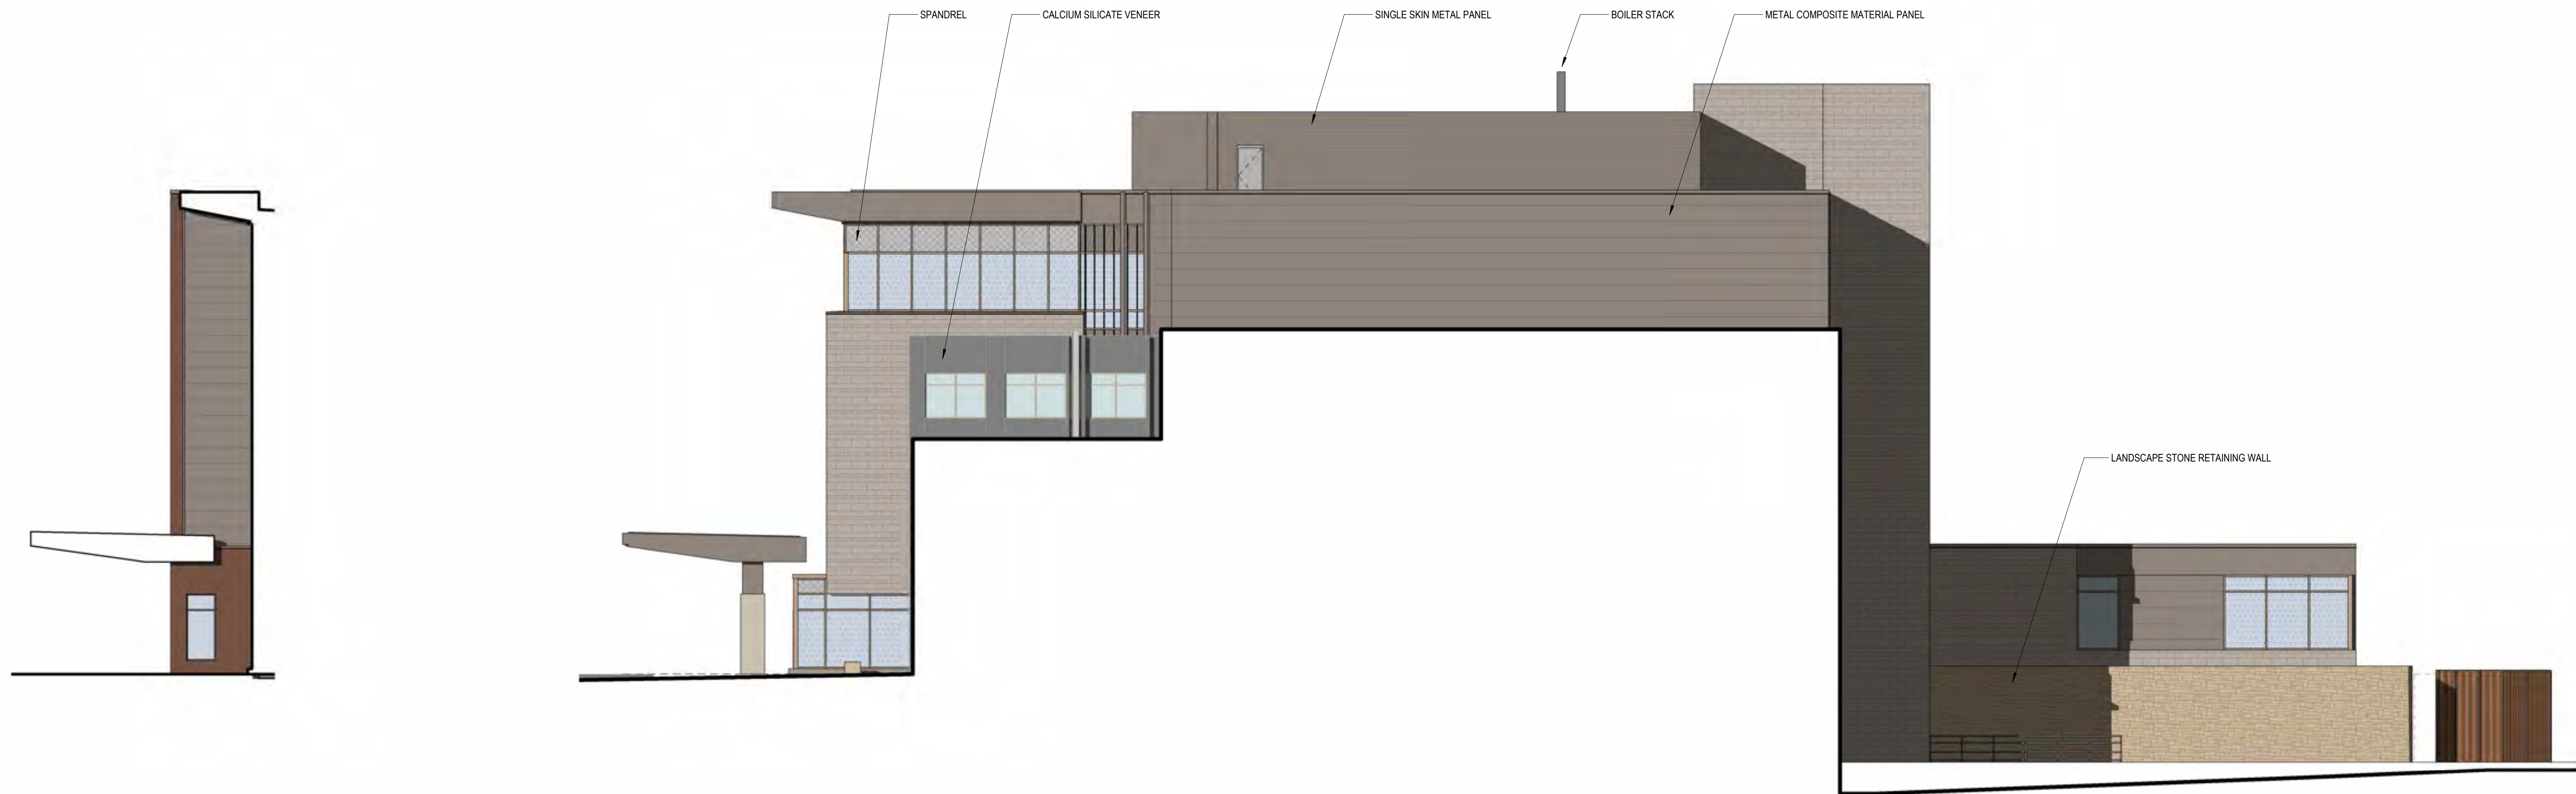 SPANDREL
CALCIUM SILICATE VENEER
SINGLE SKIN METAL PANEL
BOILER STACK
METAL COMPOSITE MATERIAL PANEL
LANDSCAPE STONE RETAINING WALL